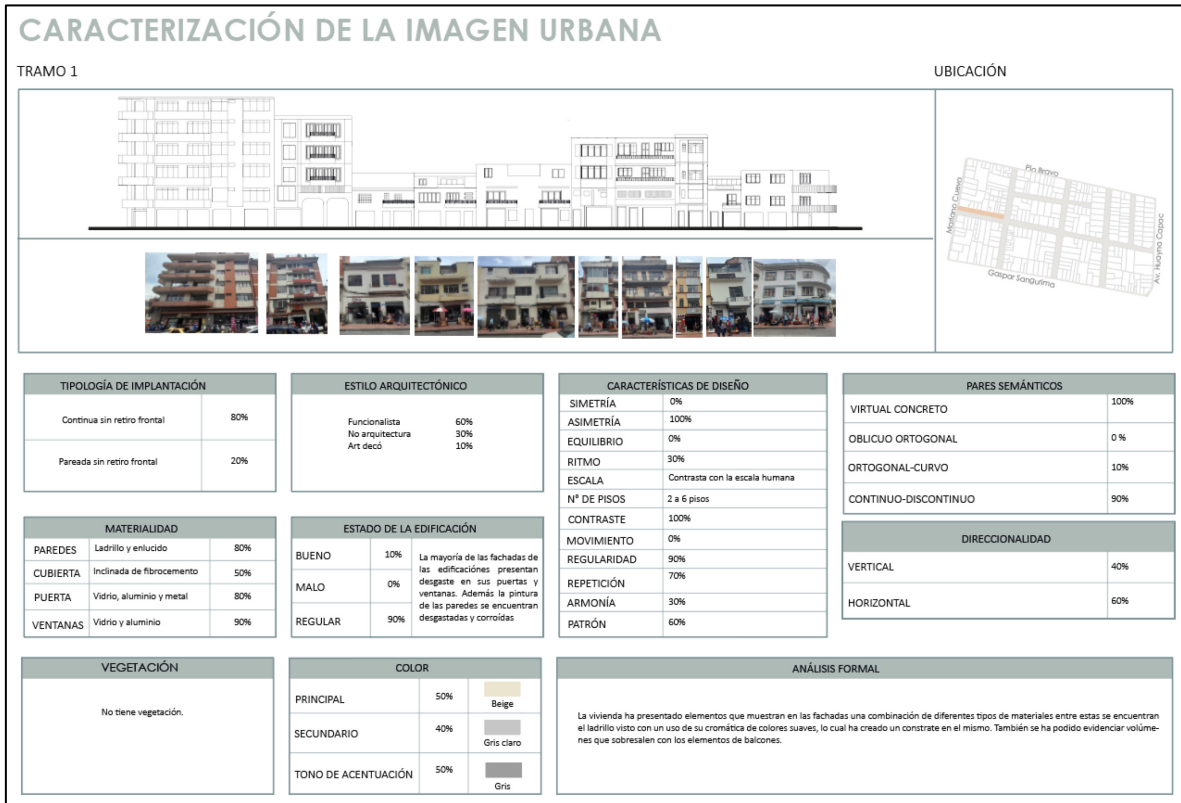 CARACTERIZACIÓN DE LA IMAGEN URBANA
TRAMO 1
UBICACIÓN
Pío Bravo
Mariano Cueva
Gaspar Sangurima
Av. Huayna Capac
TIPOLOGÍA DE IMPLANTACIÓN
Continua sin retiro frontal 80%
Pareada sin retiro frontal 20%
ESTILO ARQUITECTÓNICO
Funcionalista 60%
No arquitectura 30%
Art decó 10%
CARACTERÍSTICAS DE DISEÑO
SIMETRÍA 0%
ASIMETRÍA 100%
EQUILIBRIO 0%
RITMO 30%
ESCALA Contrasta con la escala humana
N° DE PISOS 2 a 6 pisos
CONTRASTE 100%
MOVIMIENTO 0%
REGULARIDAD 90%
REPETICIÓN 70%
ARMONÍA 30%
PATRÓN 60%
PARES SEMÁNTICOS
VIRTUAL CONCRETO 100%
OBLICUO ORTOGONAL 0 %
ORTOGONAL-CURVO 10%
CONTINUO-DISCONTINUO 90%
MATERIALIDAD
PAREDES Ladrillo y enlucido 80%
CUBIERTA Inclinada de fibrocemento 50%
PUERTA Vidrio, aluminio y metal 80%
VENTANAS Vidrio y aluminio 90%
ESTADO DE LA EDIFICACIÓN
BUENO 10%
MALO 0%
REGULAR 90%
La mayoría de las fachadas de
las edificaciónes presentan
desgaste en sus puertas y
ventanas. Además la pintura
de las paredes se encuentran
desgastadas y corroídas
DIRECCIONALIDAD
VERTICAL 40%
HORIZONTAL 60%
VEGETACIÓN
No tiene vegetación.
COLOR
PRINCIPAL 50% Beige
SECUNDARIO 40% Gris claro
TONO DE ACENTUACIÓN 50% Gris
ANÁLISIS FORMAL
La vivienda ha presentado elementos que muestran en las fachadas una combinación de diferentes tipos de materiales entre estas se encuentran
el ladrillo visto con un uso de su cromática de colores suaves, lo cual ha creado un constrate en el mismo. También se ha podido evidenciar volúme-
nes que sobresalen con los elementos de balcones.